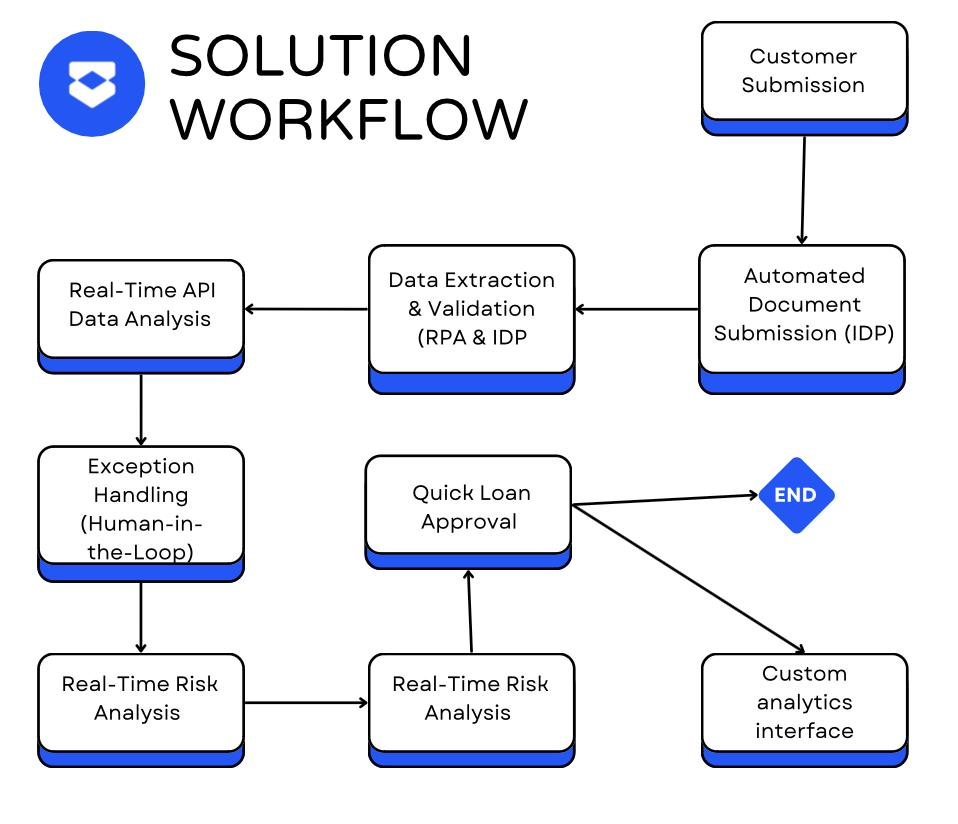 SOLUTION
WORKFLOW
Customer
Submission
Automated
Document
Submission (IDP)
Data Extraction
& Validation
(RPA & IDP
Real-Time API
Data Analysis
Exception
Handling
(Human-in-
the-Loop)
Real-Time Risk
Analysis
Real-Time Risk
Analysis
Quick Loan
Approval
END
Custom
analytics
interface